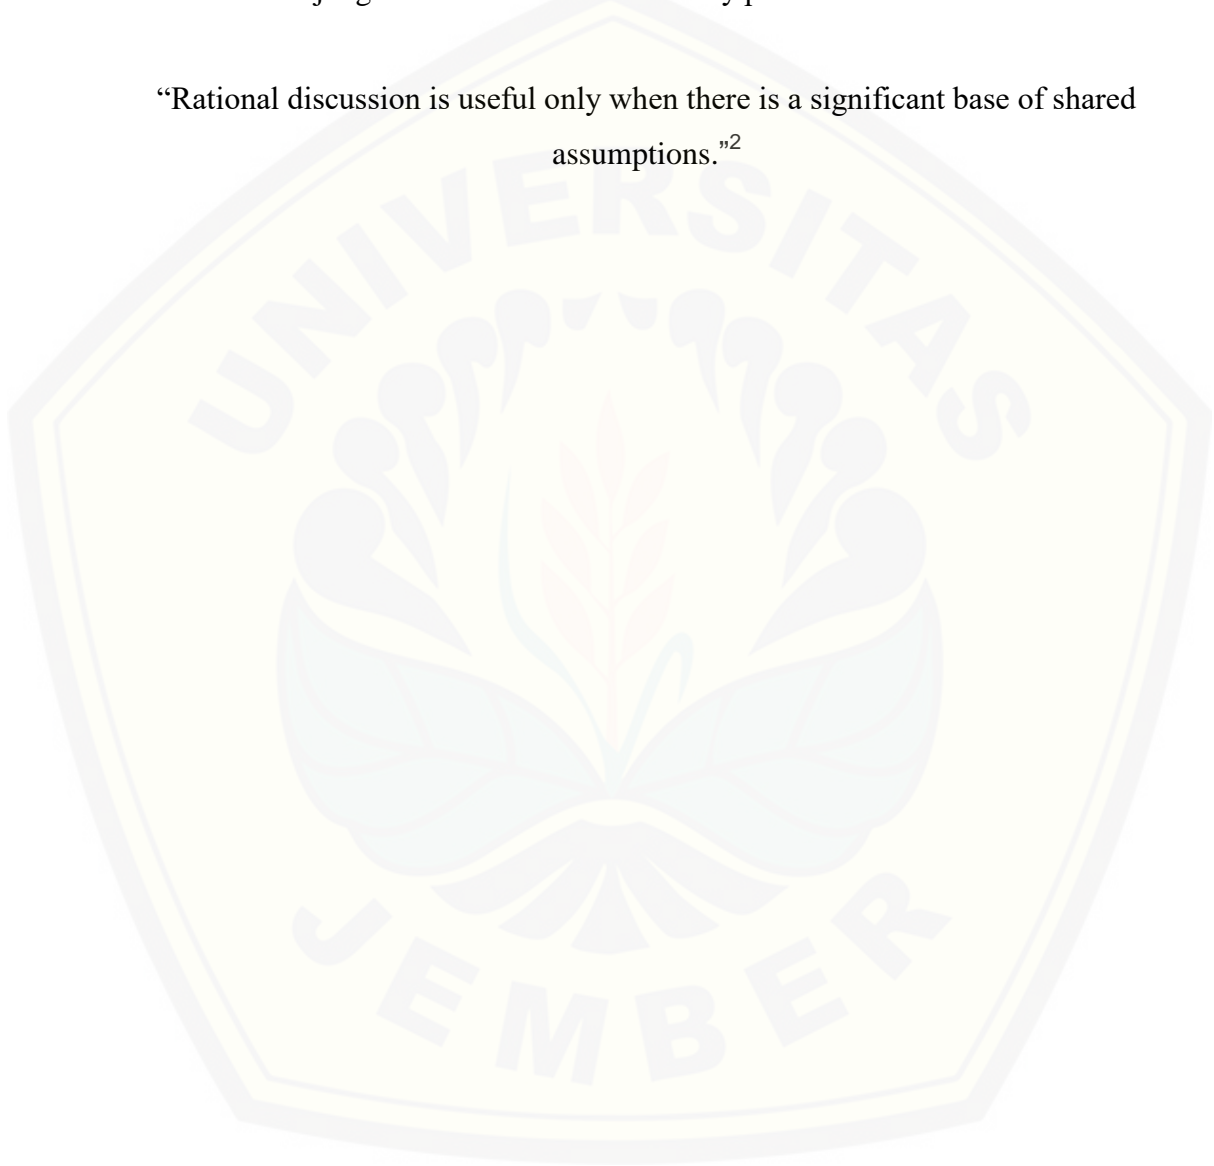 “Rational discussion is useful only when there is a significant base of shared
assumptions.”2
UNIVERSITAS
JEMBER